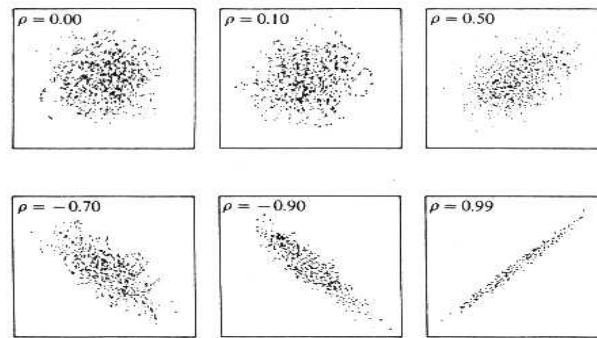 ρ = 0.00
ρ = 0.10
ρ = 0.50
ρ = −0.70
ρ = −0.90
ρ = 0.99